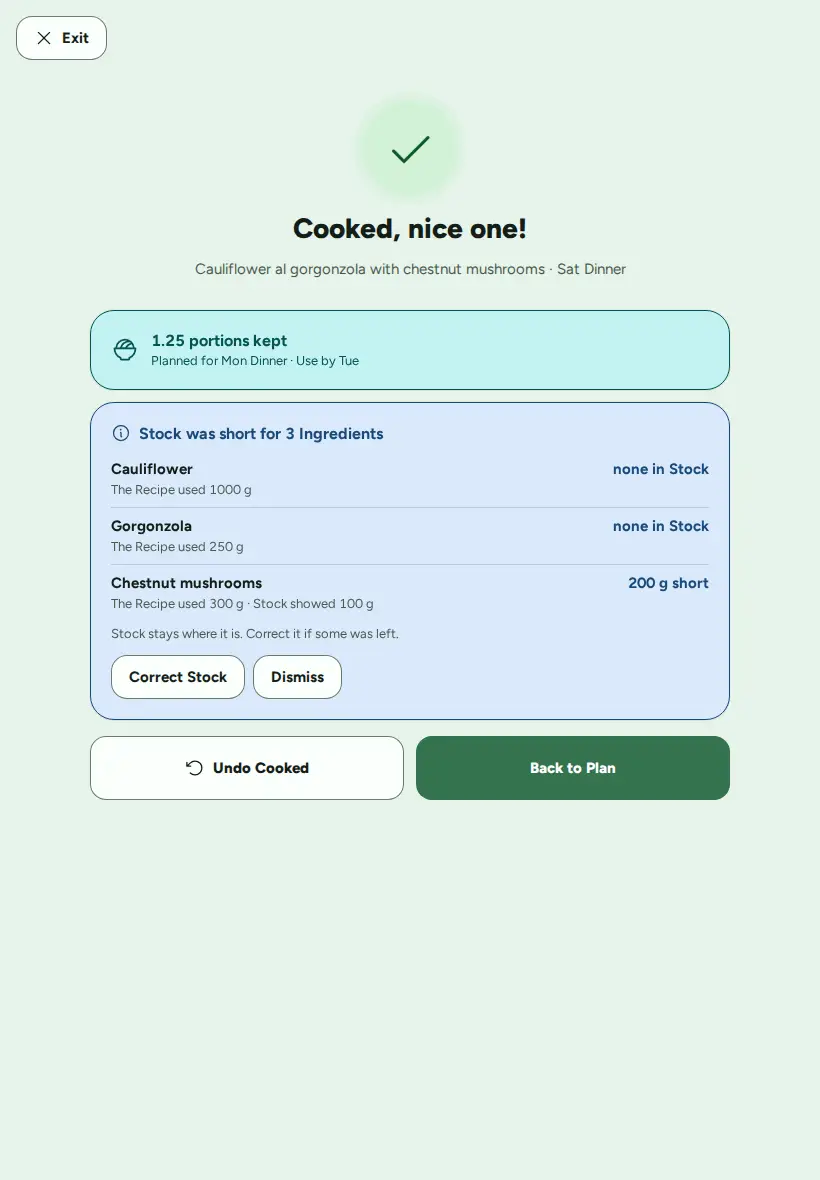 Exit
Cooked, nice one!
Cauliflower al gorgonzola with chestnut mushrooms · Sat Dinner
1.25 portions kept
Planned for Mon Dinner · Use by Tue
Stock was short for 3 Ingredients
Cauliflower none in Stock
The Recipe used 1000 g
Gorgonzola none in Stock
The Recipe used 250 g
Chestnut mushrooms 200 g short
The Recipe used 300 g · Stock showed 100 g
Stock stays where it is. Correct it if some was left.
Correct Stock Dismiss
Undo Cooked Back to Plan